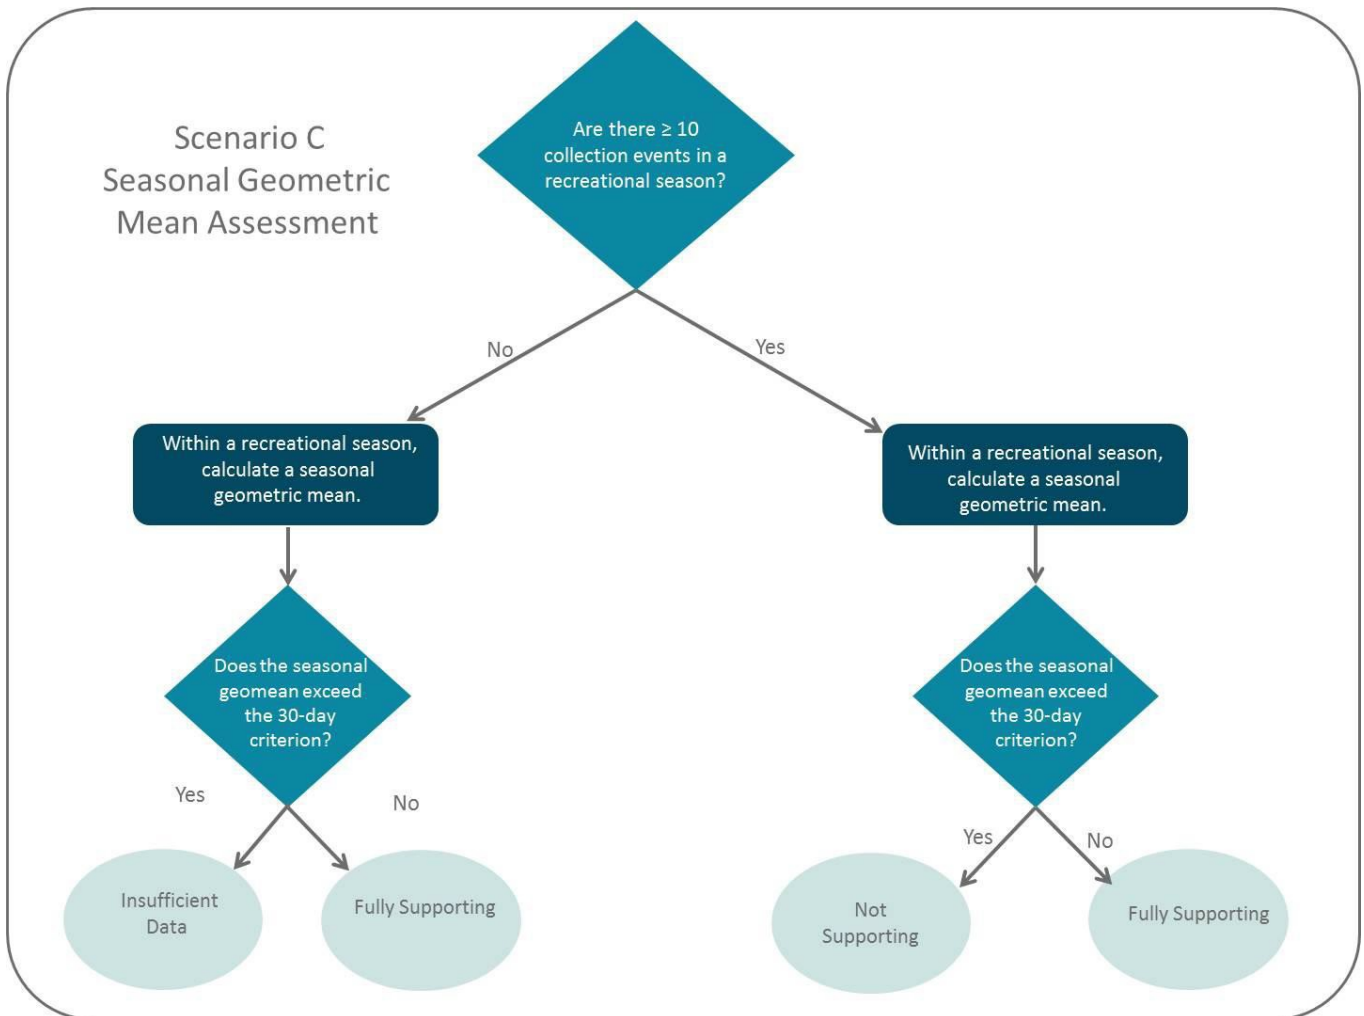 Scenario C
Seasonal Geometric
Mean Assessment
Are there ≥ 10
collection events in a
recreational season?
No
Yes
Within a recreational season,
calculate a seasonal
geometric mean.
Within a recreational season,
calculate a seasonal
geometric mean.
Does the seasonal
geomean exceed
the 30-day
criterion?
Does the seasonal
geomean exceed
the 30-day
criterion?
Yes
No
Yes
No
Insufficient
Data
Fully Supporting
Not
Supporting
Fully Supporting